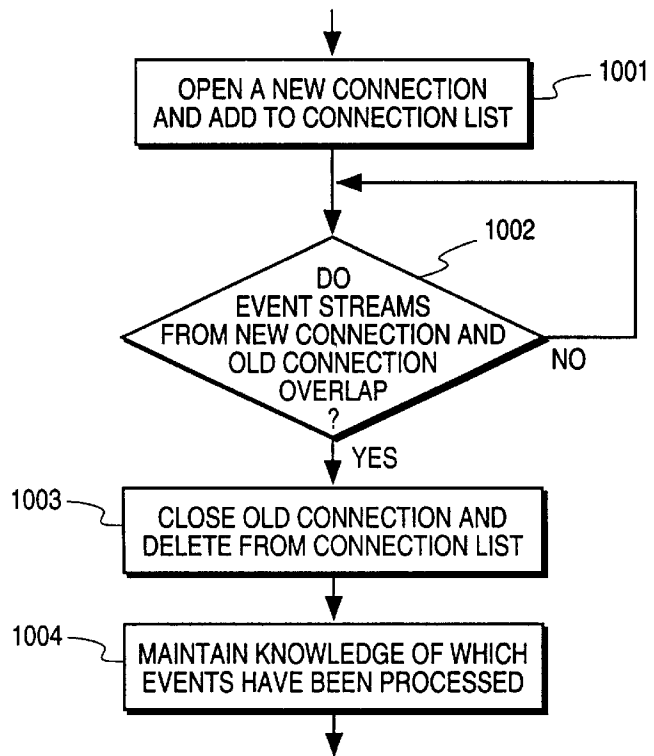 OPEN A NEW CONNECTION
AND ADD TO CONNECTION LIST
1001
1002
DO
EVENT STREAMS
FROM NEW CONNECTION AND
OLD CONNECTION
OVERLAP
?
NO
YES
1003
CLOSE OLD CONNECTION AND
DELETE FROM CONNECTION LIST
1004
MAINTAIN KNOWLEDGE OF WHICH
EVENTS HAVE BEEN PROCESSED